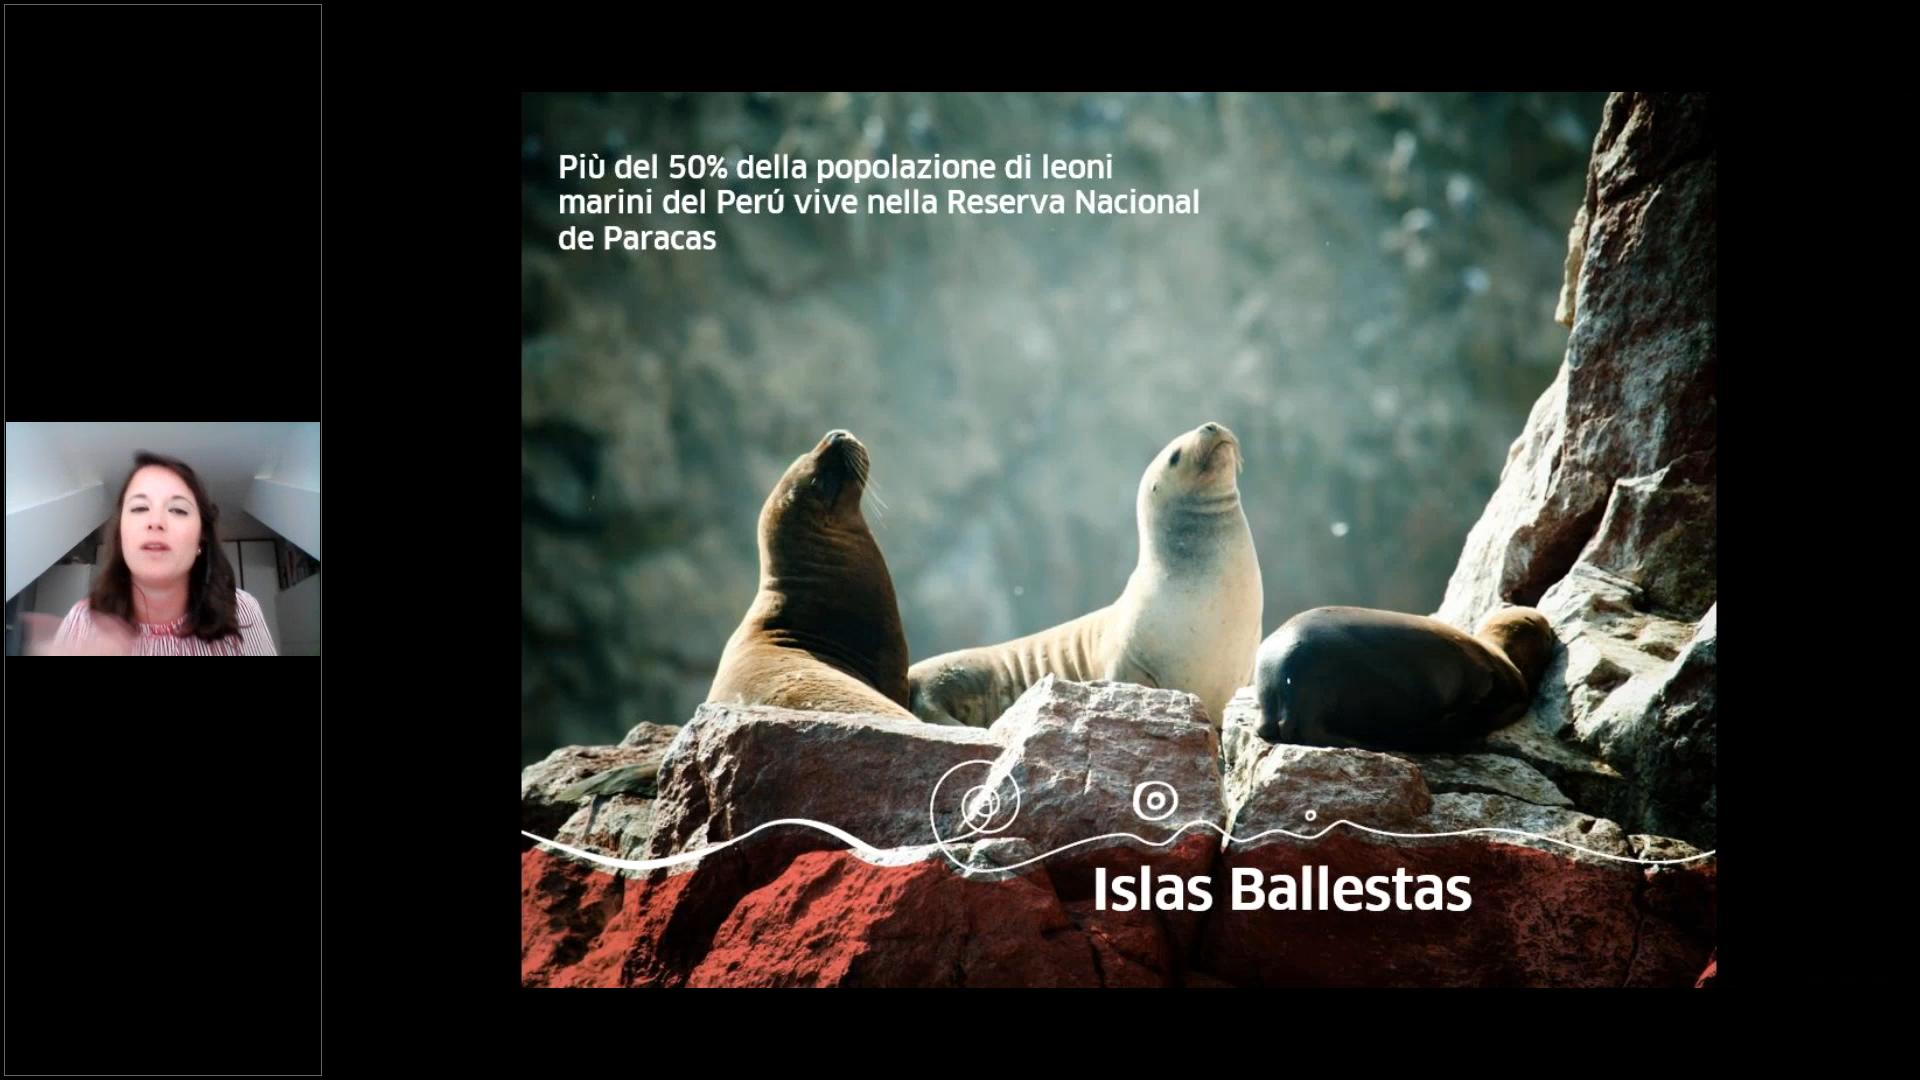 Più del 50% della popolazione di leoni
marini del Perú vive nella Reserva Nacional
de Paracas
Islas Ballestas